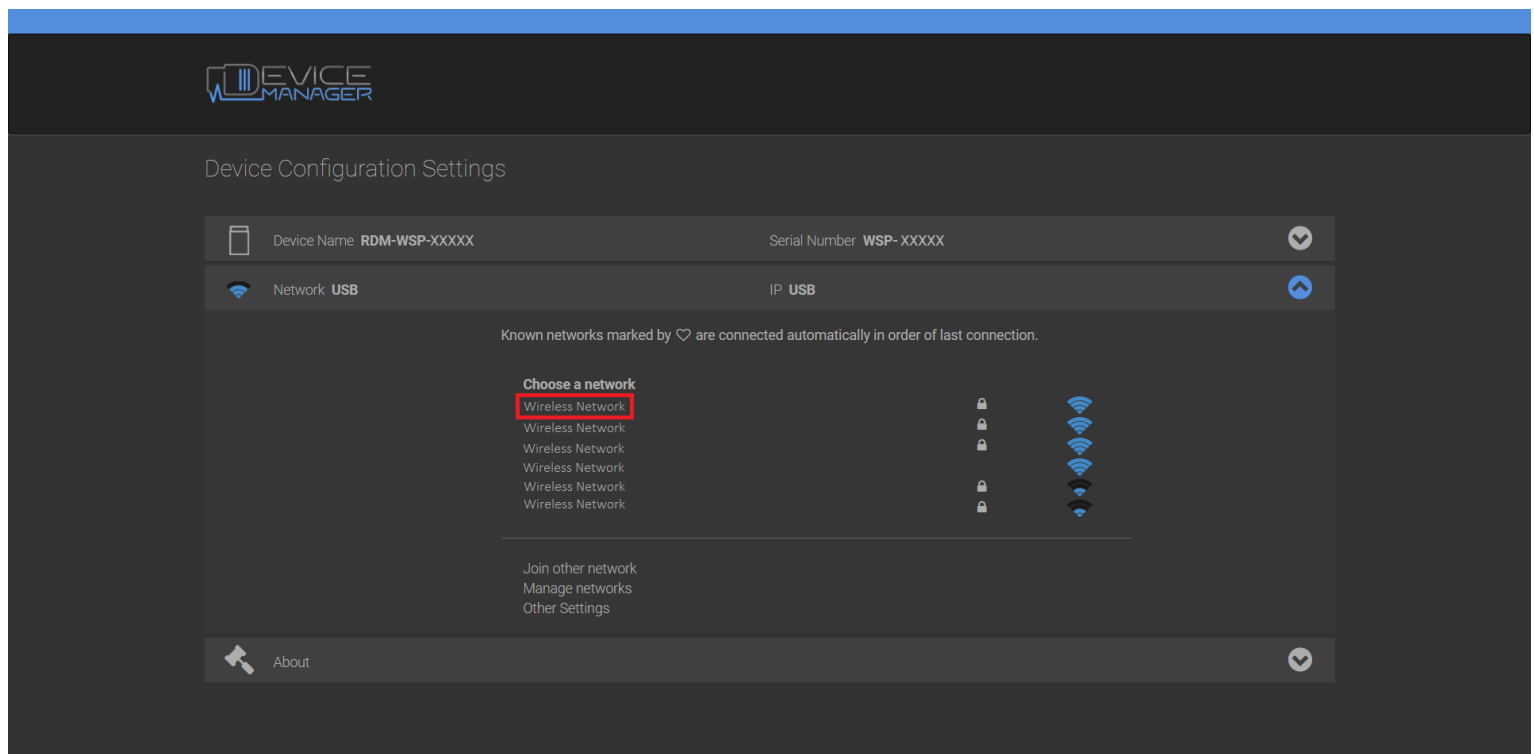 DEVICE
MANAGER
Device Configuration Settings
Device Name RDM-WSP-XXXXX Serial Number WSP- XXXXX
Network USB IP USB
Known networks marked by ♡ are connected automatically in order of last connection.
Choose a network
Wireless Network
Wireless Network
Wireless Network
Wireless Network
Wireless Network
Wireless Network
Join other network
Manage networks
Other Settings
About